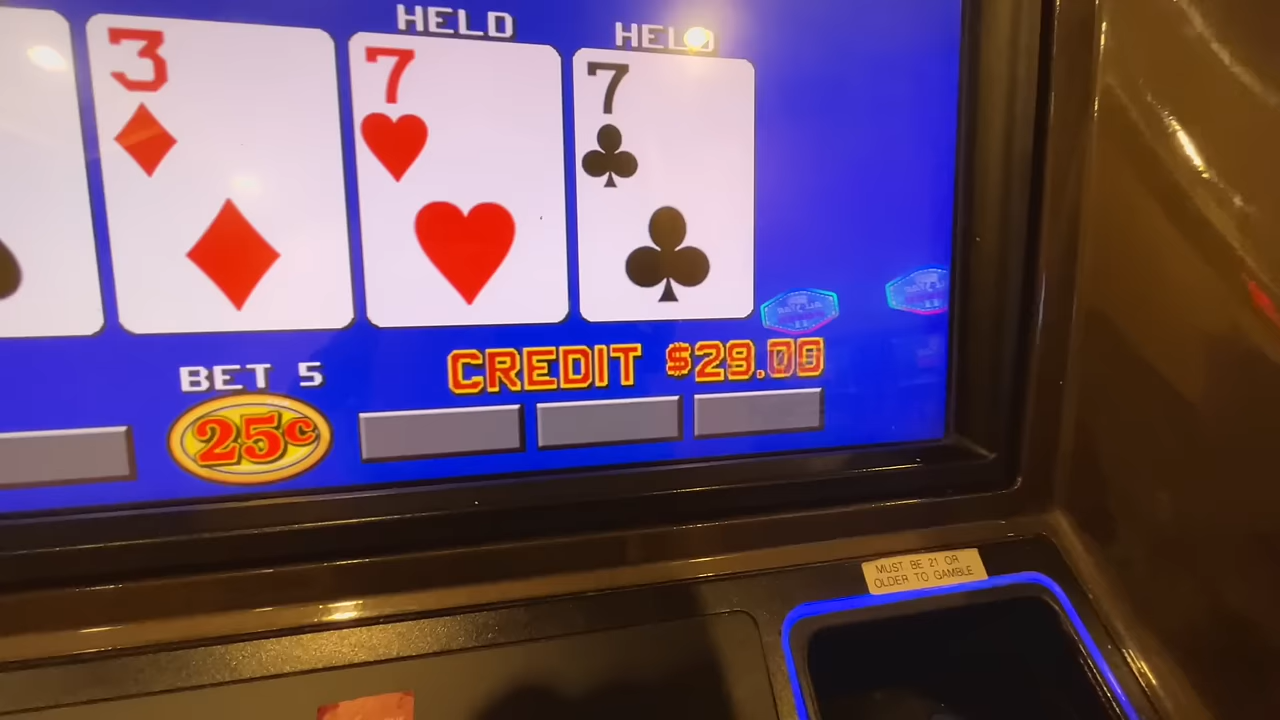 HELD HELD
3 7 7
BET 5
CREDIT $29.00
25¢
MUST BE 21 OR
OLDER TO GAMBLE